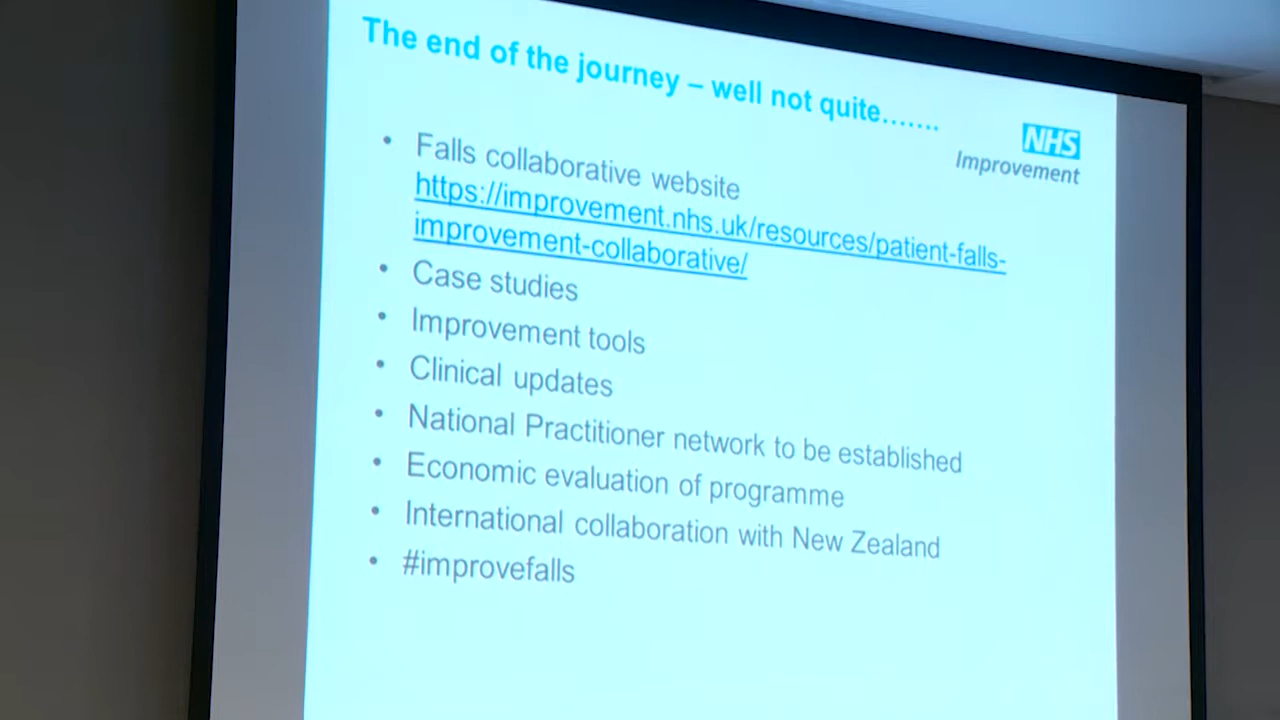 The end of the journey – well not quite…….
NHS
Improvement
• Falls collaborative website
https://improvement.nhs.uk/resources/patient-falls-
improvement-collaborative/
• Case studies
• Improvement tools
• Clinical updates
• National Practitioner network to be established
• Economic evaluation of programme
• International collaboration with New Zealand
• #improvefalls